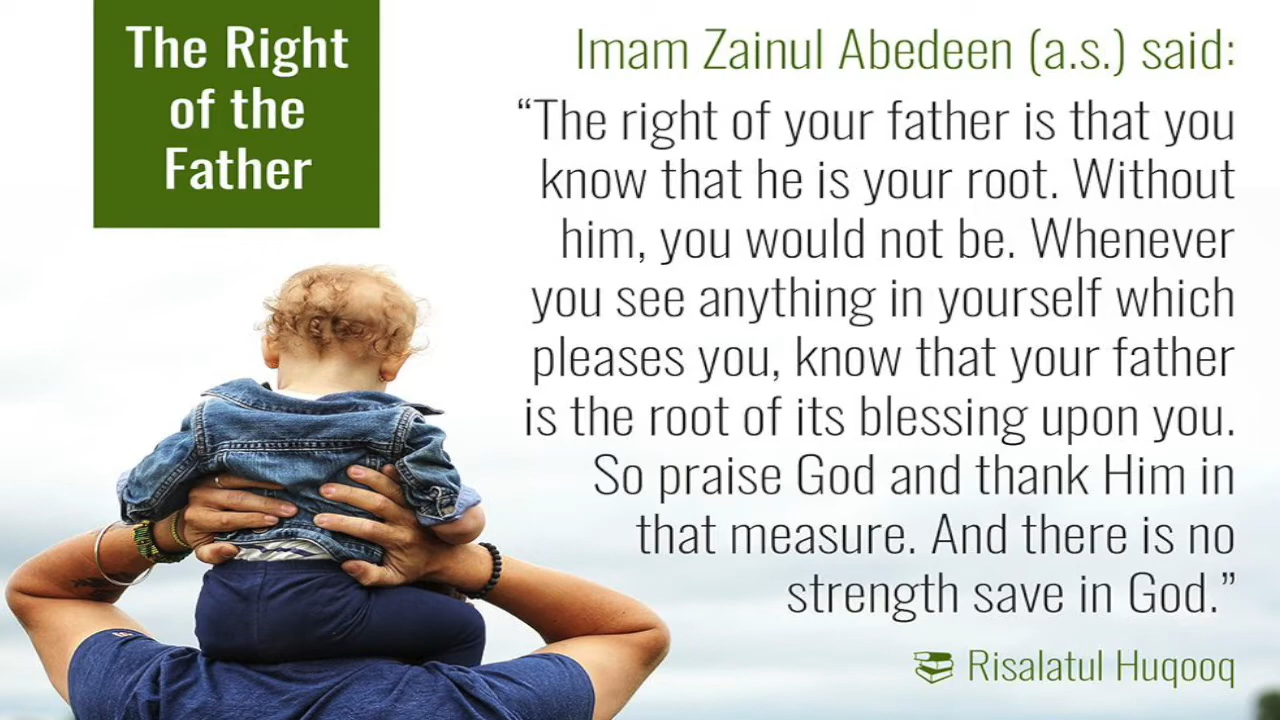 The Right
of the
Father
Imam Zainul Abedeen (a.s.) said:
“The right of your father is that you
know that he is your root. Without
him, you would not be. Whenever
you see anything in yourself which
pleases you, know that your father
is the root of its blessing upon you.
So praise God and thank Him in
that measure. And there is no
strength save in God.”
Risalatul Huqooq